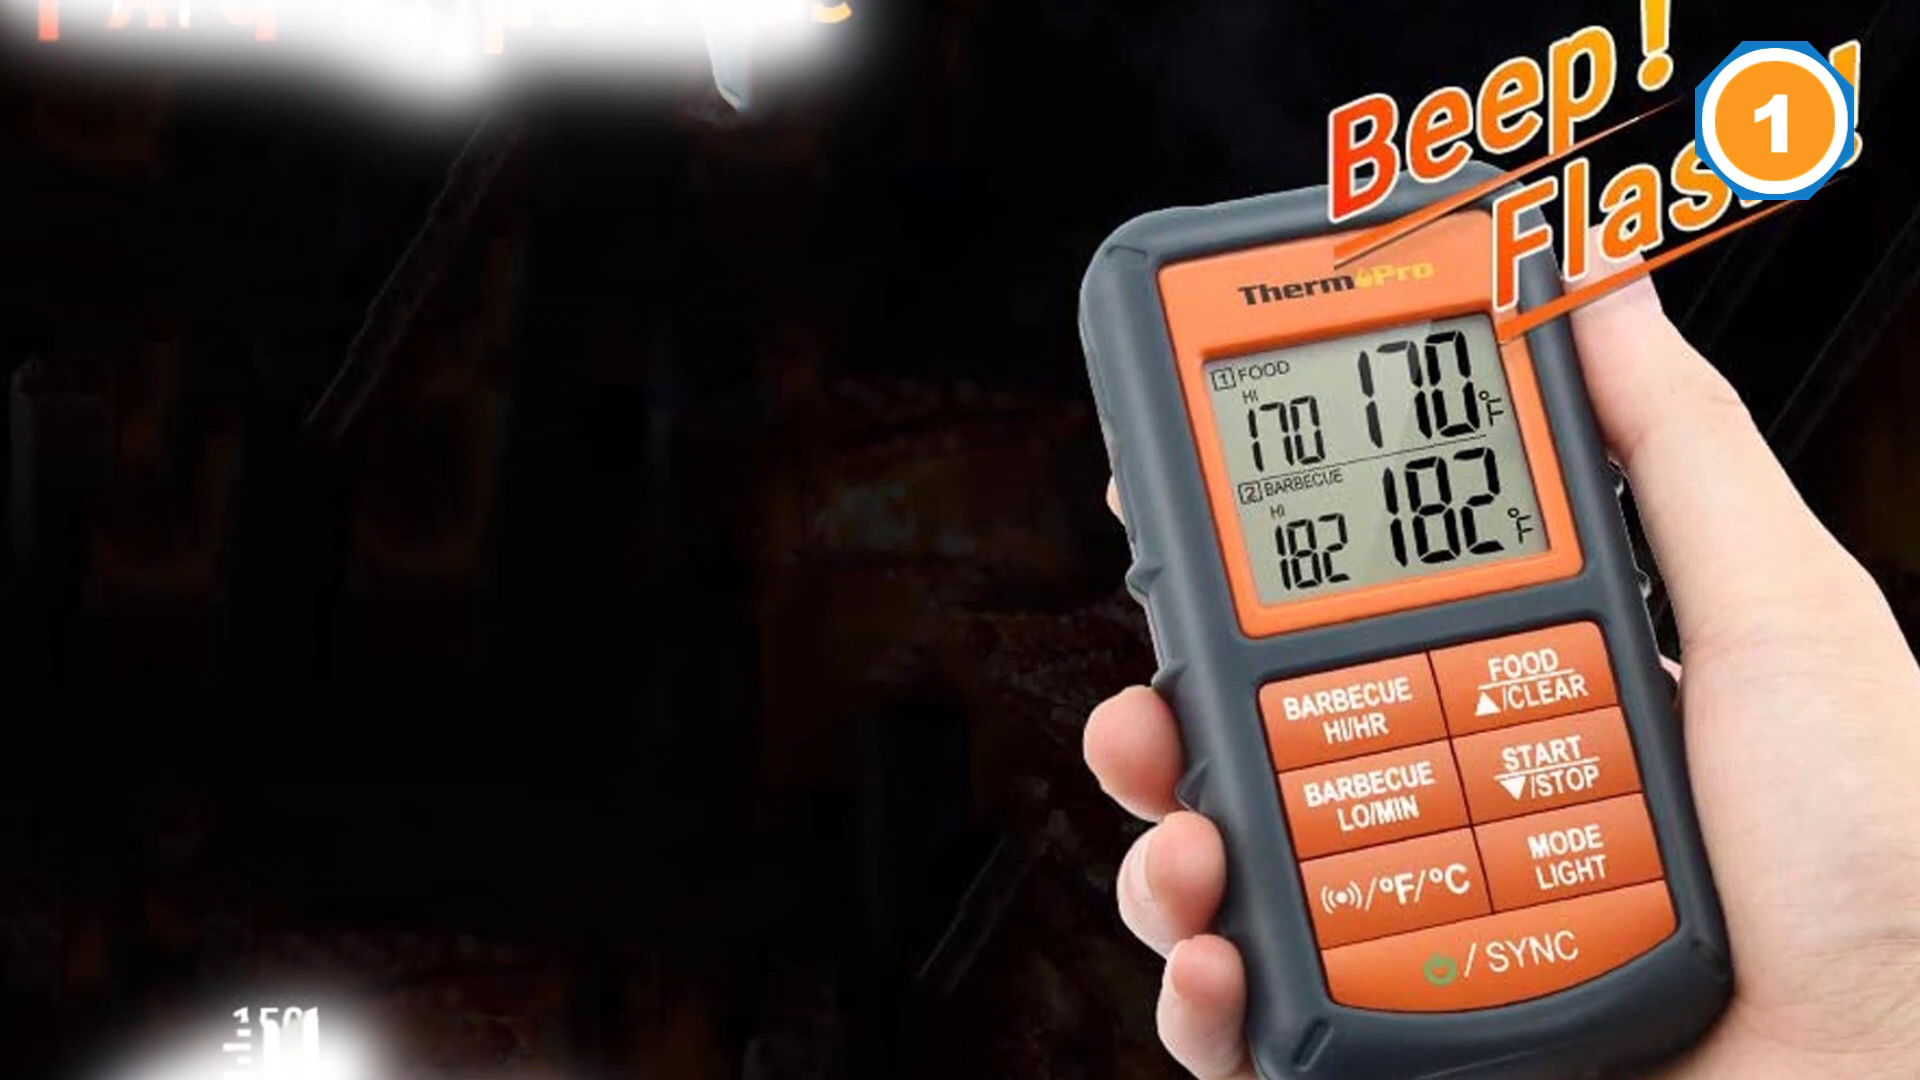 Beep!
1
ThermoPro
1 FOOD
HI
170
170 °F
2 BARBECUE
HI
182
182 °F
BARBECUE
HI/HR
FOOD
▲/CLEAR
BARBECUE
LO/MIN
START
▼/STOP
/°F/°C
MODE
LIGHT
/ SYNC